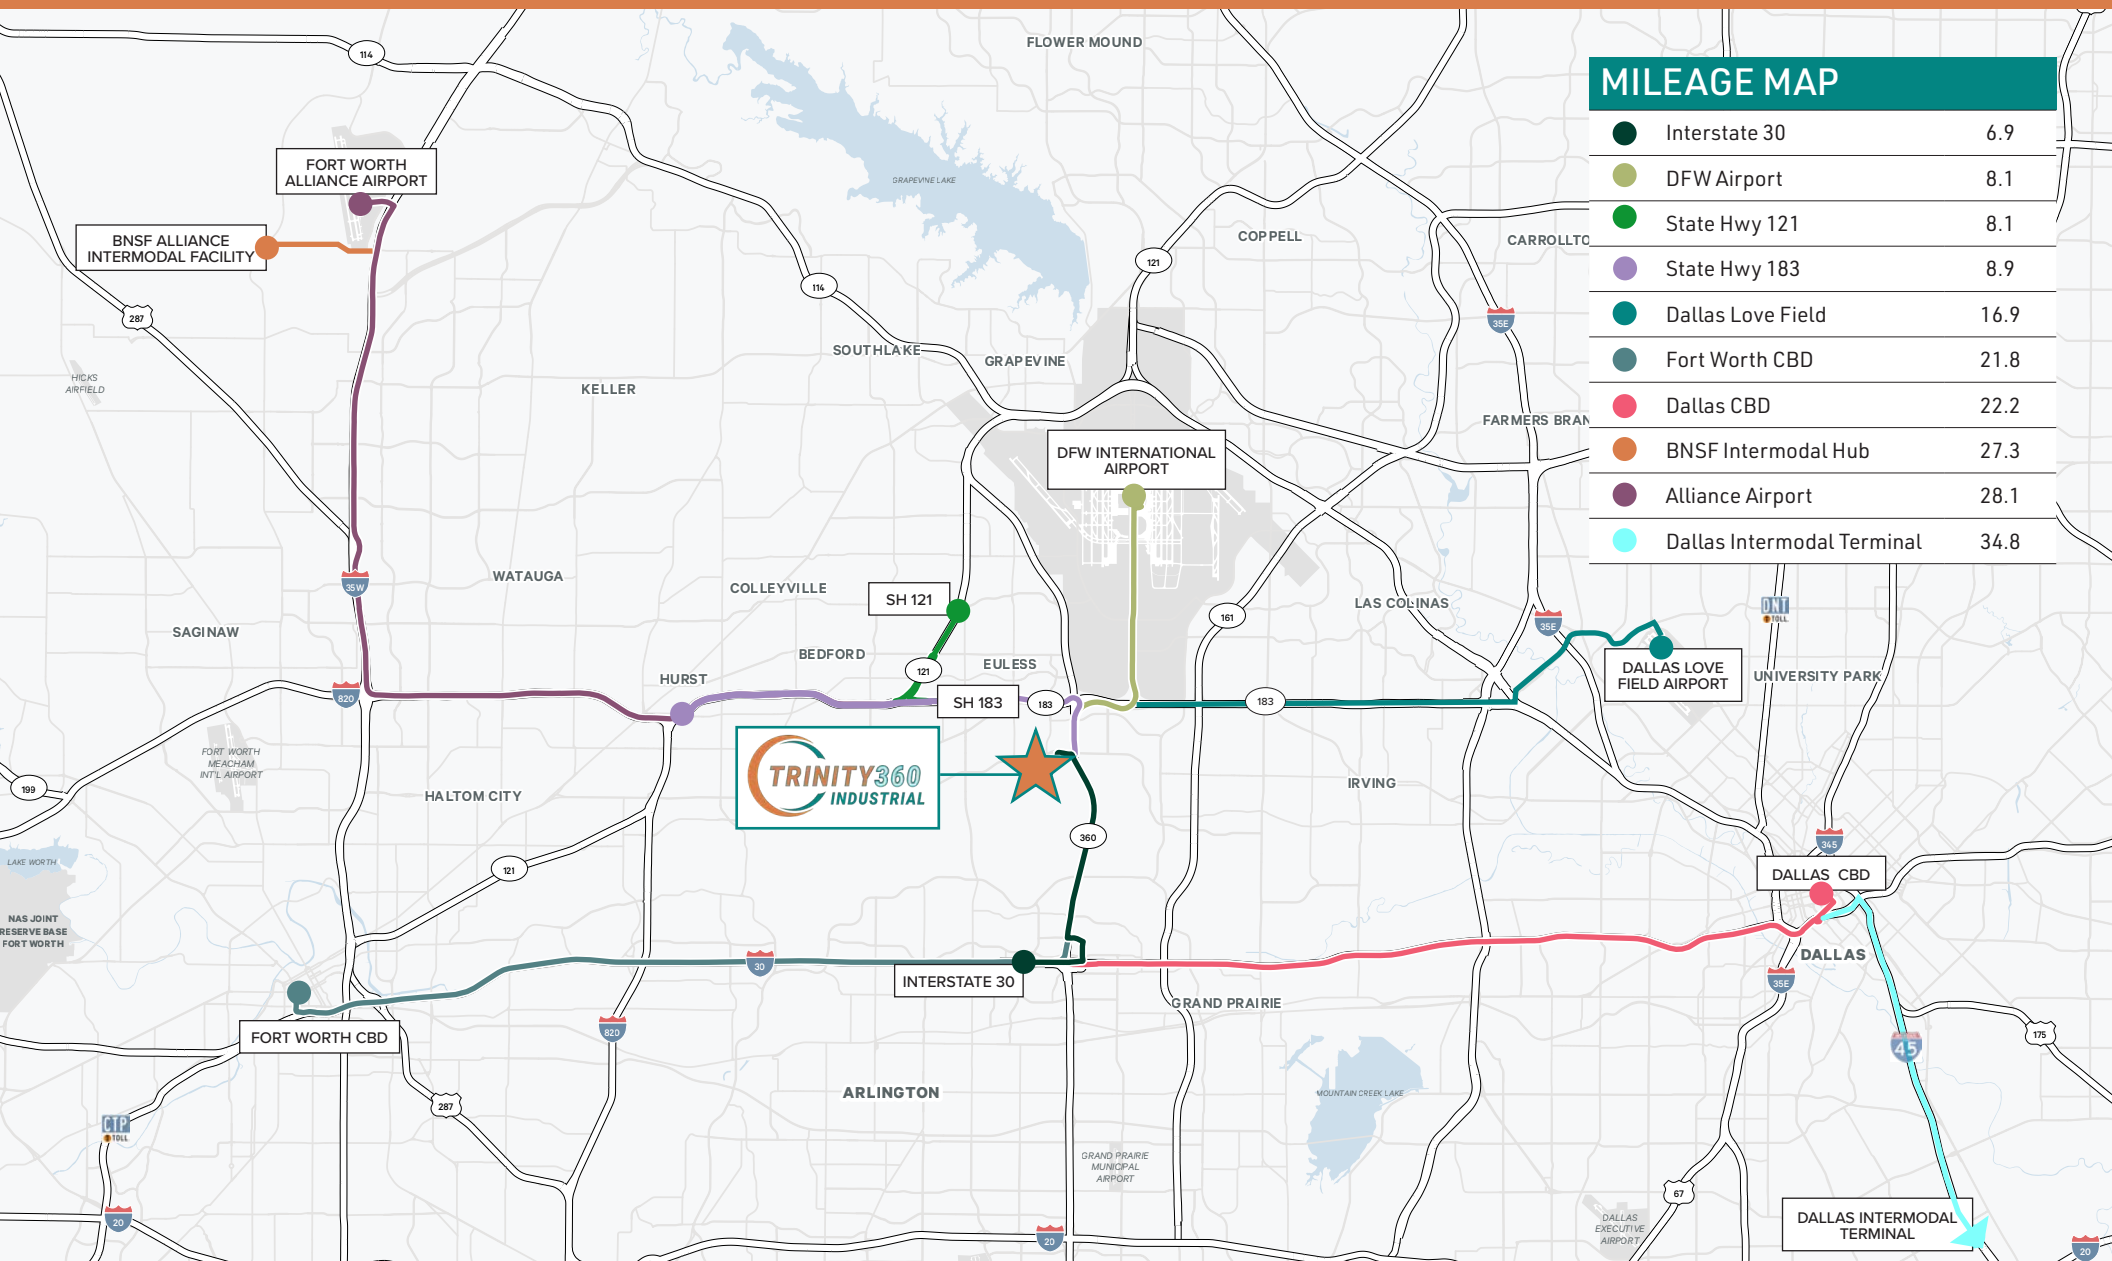 MILEAGE MAP
Interstate 30 6.9
DFW Airport 8.1
State Hwy 121 8.1
State Hwy 183 8.9
Dallas Love Field 16.9
Fort Worth CBD 21.8
Dallas CBD 22.2
BNSF Intermodal Hub 27.3
Alliance Airport 28.1
Dallas Intermodal Terminal 34.8
FLOWER MOUND
114
FORT WORTH
ALLIANCE AIRPORT
GRAPEVINE LAKE
BNSF ALLIANCE
INTERMODAL FACILITY
COPPELL
CARROLLTO
121
114
287
35E
SOUTHLAKE
GRAPEVINE
HICKS
AIRFIELD
KELLER
FARMERS BRAN
DFW INTERNATIONAL
AIRPORT
35W
WATAUGA
COLLEYVILLE
SH 121
LAS COLINAS
161
35E
DNT
TOLL
SAGINAW
BEDFORD
EULESS
121
HURST
820
SH 183
183
183
DALLAS LOVE
FIELD AIRPORT
UNIVERSITY PARK
FORT WORTH
MEACHAM
INT'L AIRPORT
TRINITY360
INDUSTRIAL
IRVING
199
HALTOM CITY
360
345
LAKE WORTH
121
DALLAS CBD
NAS JOINT
RESERVE BASE
FORT WORTH
DALLAS
30
INTERSTATE 30
35E
GRAND PRAIRIE
FORT WORTH CBD
820
175
45
ARLINGTON
MOUNTAIN CREEK LAKE
287
CTP
TOLL
GRAND PRAIRIE
MUNICIPAL
AIRPORT
67
20
20
DALLAS
EXECUTIVE
AIRPORT
DALLAS INTERMODAL
TERMINAL
20